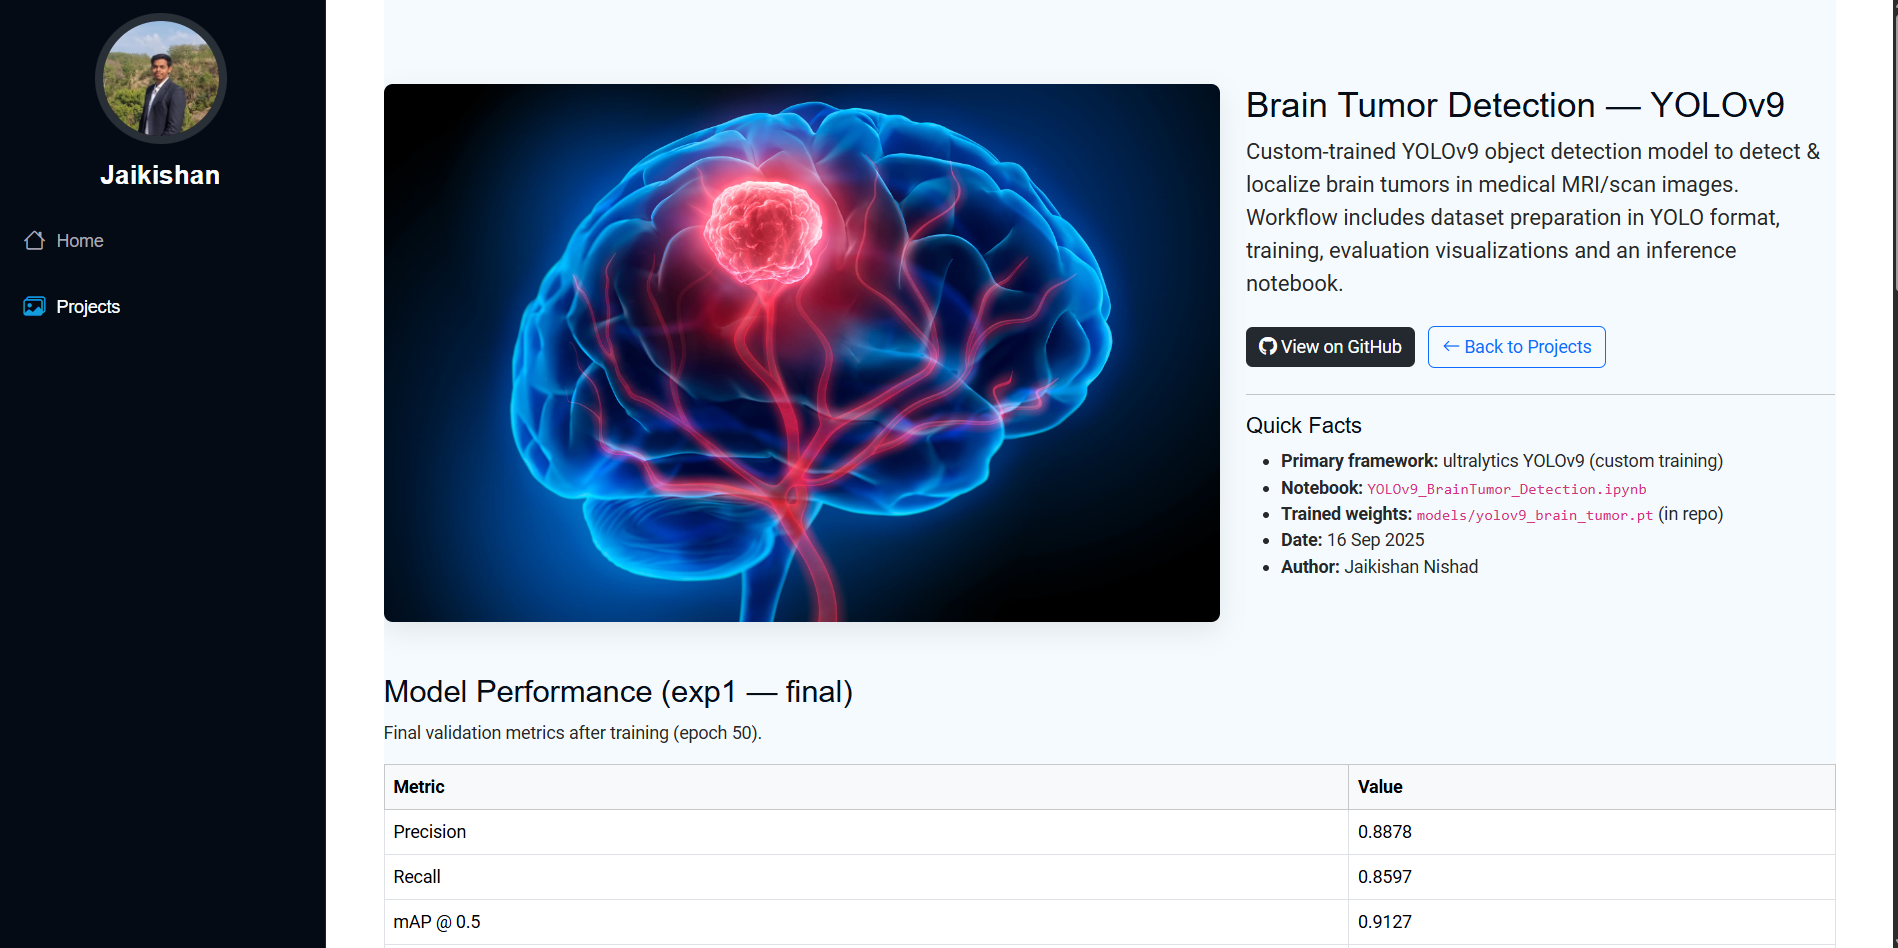 Jaikishan
Home
Projects
Brain Tumor Detection — YOLOv9
Custom-trained YOLOv9 object detection model to detect &
localize brain tumors in medical MRI/scan images.
Workflow includes dataset preparation in YOLO format,
training, evaluation visualizations and an inference
notebook.
View on GitHub
← Back to Projects
Quick Facts
• Primary framework: ultralytics YOLOv9 (custom training)
• Notebook: YOLOv9_BrainTumor_Detection.ipynb
• Trained weights: models/yolov9_brain_tumor.pt (in repo)
• Date: 16 Sep 2025
• Author: Jaikishan Nishad
Model Performance (exp1 — final)
Final validation metrics after training (epoch 50).
Metric Value
Precision 0.8878
Recall 0.8597
mAP @ 0.5 0.9127